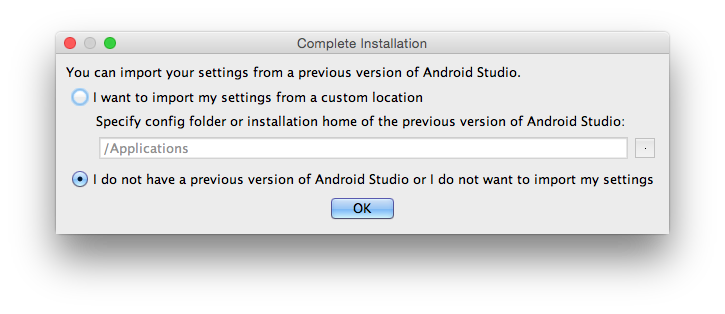 Complete Installation
You can import your settings from a previous version of Android Studio.
I want to import my settings from a custom location
Specify config folder or installation home of the previous version of Android Studio:
/Applications
I do not have a previous version of Android Studio or I do not want to import my settings
OK